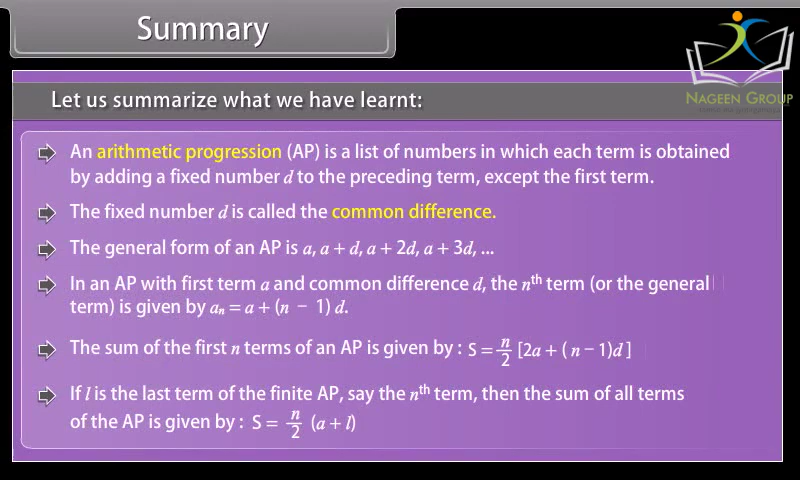 Summary
NAGEEN GROUP
Let us summarize what we have learnt:
An arithmetic progression (AP) is a list of numbers in which each term is obtained
by adding a fixed number d to the preceding term, except the first term.
The fixed number d is called the common difference.
The general form of an AP is a, a + d, a + 2d, a + 3d, ...
In an AP with first term a and common difference d, the nth term (or the general
term) is given by aₙ = a + (n − 1) d.
The sum of the first n terms of an AP is given by : S = n/2 [2a + ( n − 1)d ]
If l is the last term of the finite AP, say the nth term, then the sum of all terms
of the AP is given by : S = n/2 (a + l)